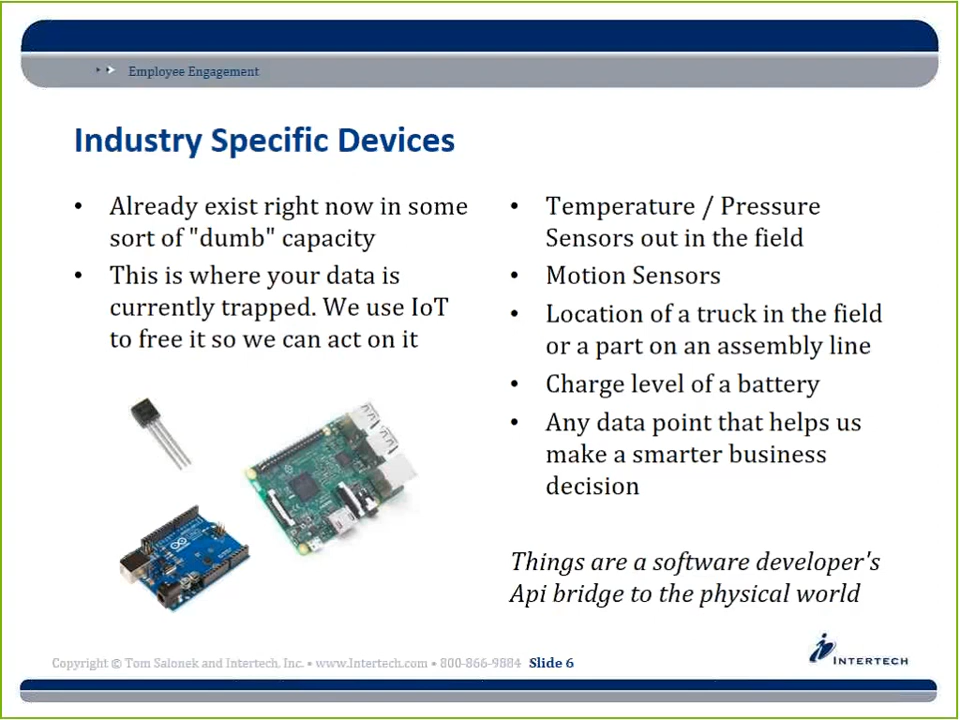 Employee Engagement
Industry Specific Devices
• Already exist right now in some
sort of "dumb" capacity
• This is where your data is
currently trapped. We use IoT
to free it so we can act on it
• Temperature / Pressure
Sensors out in the field
• Motion Sensors
• Location of a truck in the field
or a part on an assembly line
• Charge level of a battery
• Any data point that helps us
make a smarter business
decision
Things are a software developer's
Api bridge to the physical world
Copyright © Tom Salonek and Intertech, Inc. • www.Intertech.com • 800-866-9884 Slide 6
INTERTECH